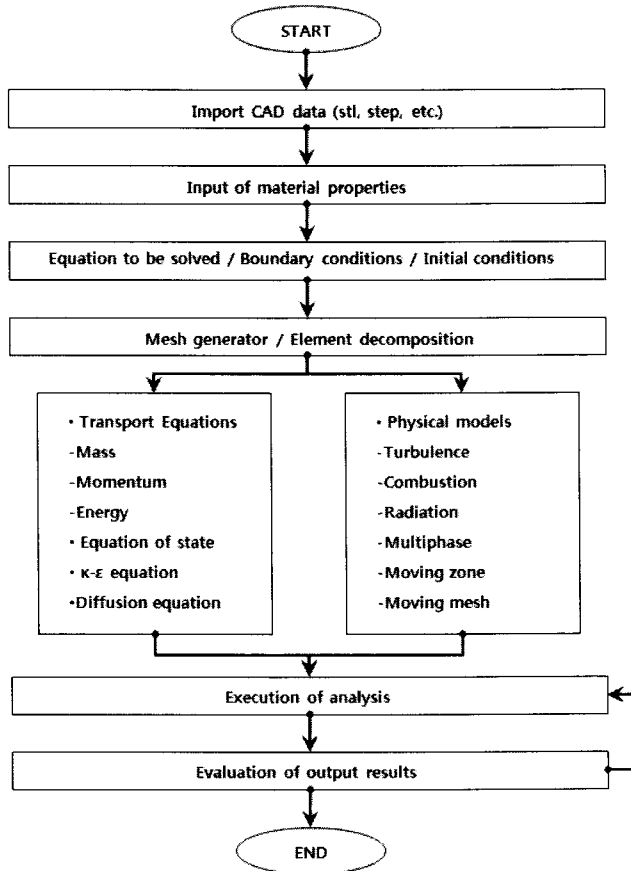 START
Import CAD data (stl, step, etc.)
Input of material properties
Equation to be solved / Boundary conditions / Initial conditions
Mesh generator / Element decomposition
· Transport Equations
-Mass
-Momentum
-Energy
· Equation of state
· κ-ε equation
·Diffusion equation
· Physical models
-Turbulence
-Combustion
-Radiation
-Multiphase
-Moving zone
-Moving mesh
Execution of analysis
Evaluation of output results
END